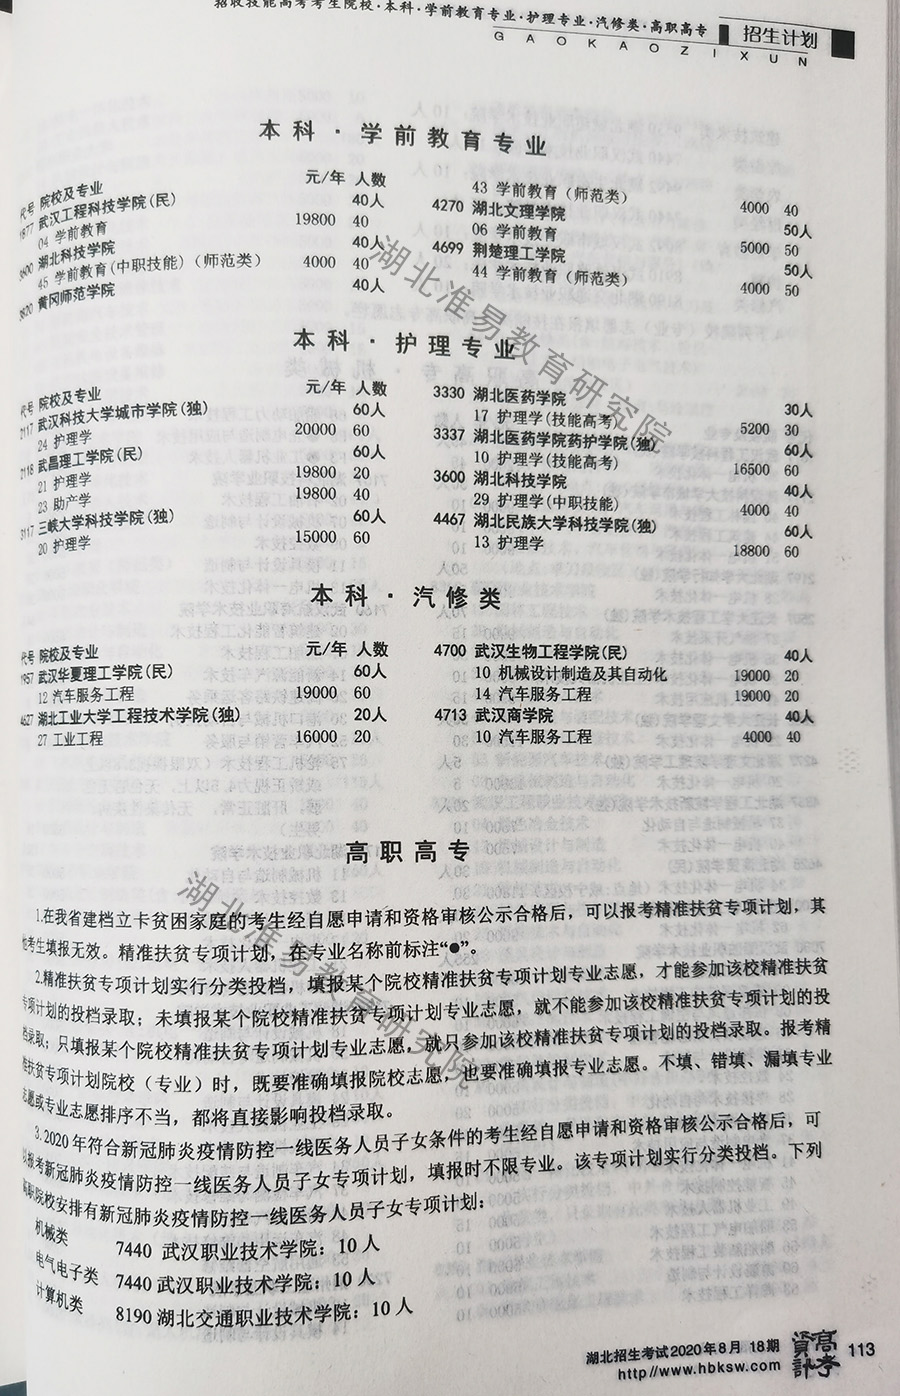 招收技能高考考生院校·本科·学前教育专业·护理专业·汽修类·高职高专 招生计划
GAOKAOZIXUN
本科·学前教育专业
代号 院校及专业 元/年 人数
1977 武汉工程科技学院(民) 40人
04 学前教育 19800 40
3600 湖北科技学院 40人
45 学前教育(中职技能)(师范类) 4000 40
3820 黄冈师范学院 40人
43 学前教育(师范类) 4000 40
4270 湖北文理学院 50人
06 学前教育 5000 50
4699 荆楚理工学院 50人
44 学前教育(师范类) 4000 50
本科·护理专业
代号 院校及专业 元/年 人数
2117 武汉科技大学城市学院(独) 60人
24 护理学 20000 60
2118 武昌理工学院(民) 60人
21 护理学 19800 20
23 助产学 19800 40
3117 三峡大学科技学院(独) 60人
20 护理学 15000 60
3330 湖北医药学院 30人
17 护理学(技能高考) 5200 30
3337 湖北医药学院药护学院(独) 60人
10 护理学(技能高考) 16500 60
3600 湖北科技学院 40人
29 护理学(中职技能) 4000 40
4467 湖北民族大学科技学院(独) 60人
13 护理学 18800 60
本科·汽修类
代号 院校及专业 元/年 人数
1957 武汉华夏理工学院(民) 60人
12 汽车服务工程 19000 60
4627 湖北工业大学工程技术学院(独) 20人
27 工业工程 16000 20
4700 武汉生物工程学院(民) 40人
10 机械设计制造及其自动化 19000 20
14 汽车服务工程 19000 20
4713 武汉商学院 40人
10 汽车服务工程 4000 40
高职高专
1.在我省建档立卡贫困家庭的考生经自愿申请和资格审核公示合格后，可以报考精准扶贫专项计划，其
他考生填报无效。精准扶贫专项计划，在专业名称前标注“●”。
2.精准扶贫专项计划实行分类投档，填报某个院校精准扶贫专项计划专业志愿，才能参加该校精准扶贫
专项计划的投档录取；未填报某个院校精准扶贫专项计划专业志愿，就不能参加该校精准扶贫专项计划的投
档录取；只填报某个院校精准扶贫专项计划专业志愿，就只参加该校精准扶贫专项计划的投档录取。报考精
准扶贫专项计划院校（专业）时，既要准确填报院校志愿，也要准确填报专业志愿。不填、错填、漏填专业
志愿或专业志愿排序不当，都将直接影响投档录取。
3.2020年符合新冠肺炎疫情防控一线医务人员子女条件的考生经自愿申请和资格审核公示合格后，可
以报考新冠肺炎疫情防控一线医务人员子女专项计划，填报时不限专业。该专项计划实行分类投档。下列
高职院校安排有新冠肺炎疫情防控一线医务人员子女专项计划：
机械类 7440 武汉职业技术学院：10人
电气电子类 7440 武汉职业技术学院：10人
计算机类 8190 湖北交通职业技术学院：10人
湖北准易教育研究院
湖北准易教育研究院
湖北招生考试2020年8月 18期
http://www.hbksw.com
高考资讯 113